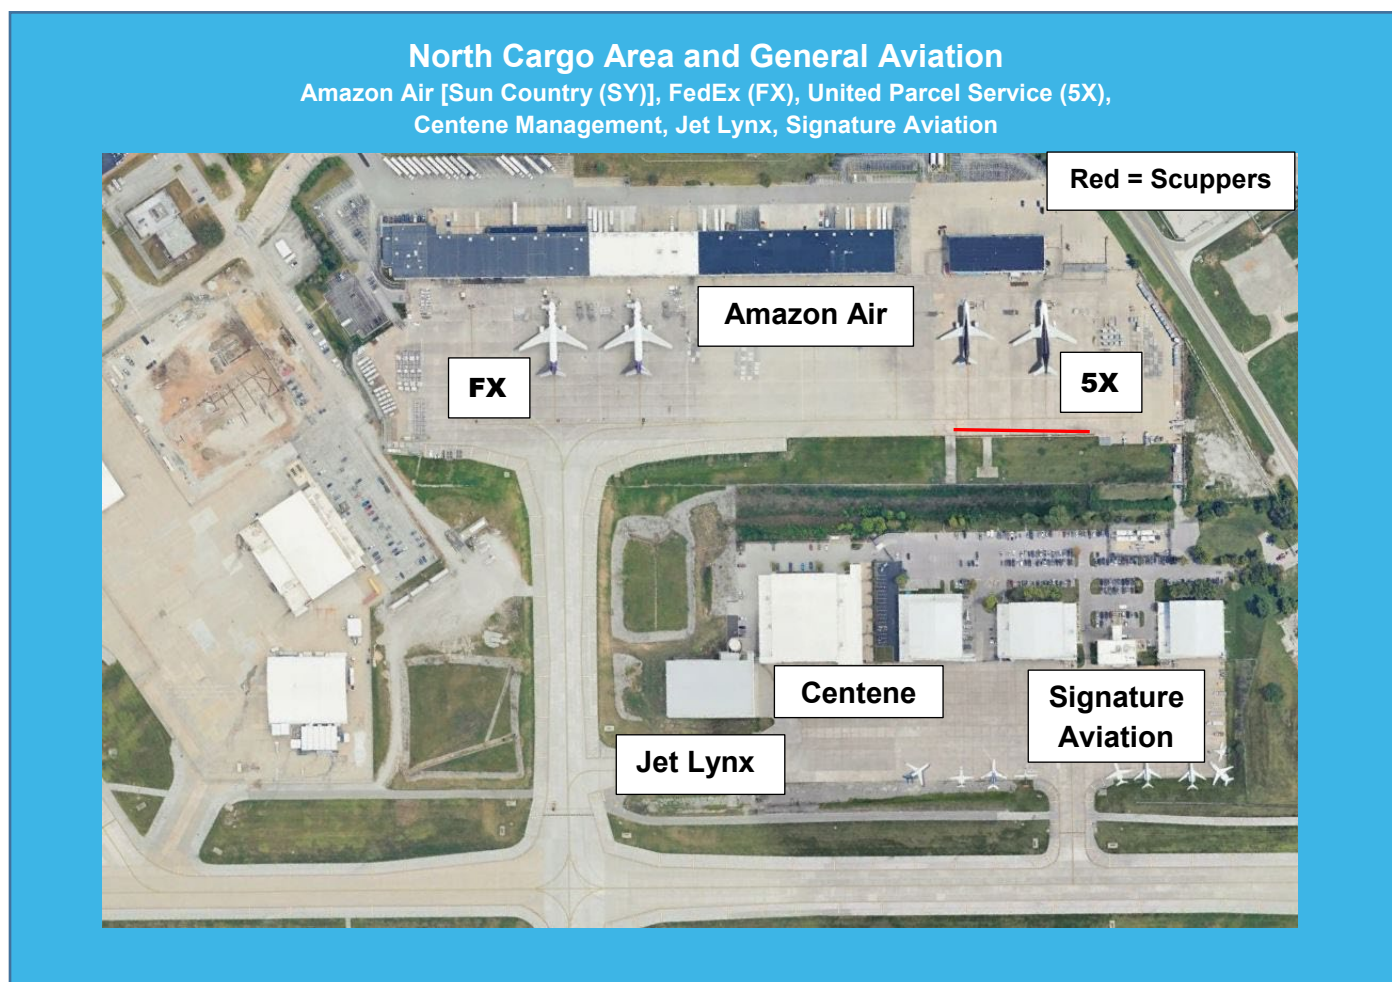 North Cargo Area and General Aviation
Amazon Air [Sun Country (SY)], FedEx (FX), United Parcel Service (5X),
Centene Management, Jet Lynx, Signature Aviation
Red = Scuppers
Amazon Air
FX
5X
Centene
Signature
Aviation
Jet Lynx